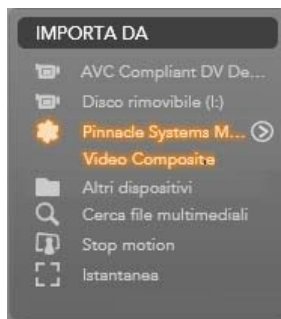 IMPORTA DA
AVC Compliant DV De...
Disco rimovibile (I:)
Pinnacle Systems M...
Video Composite
Altri dispositivi
Cerca file multimediali
Stop motion
Istantanea